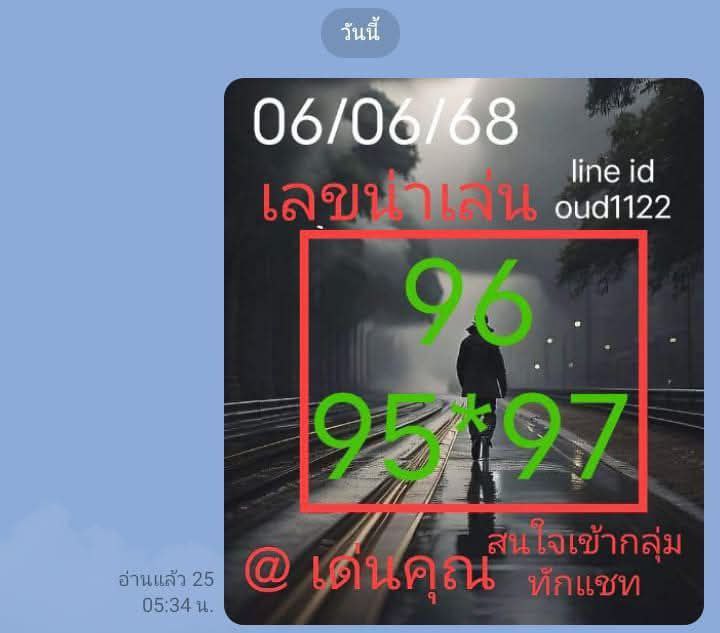 วันนี้
06/06/68
เลขน่าเล่น
line id
oud1122
96
95*97
@ เด่นคุณ
สนใจเข้ากลุ่ม
ทักแชท
อ่านแล้ว 25
05:34 น.